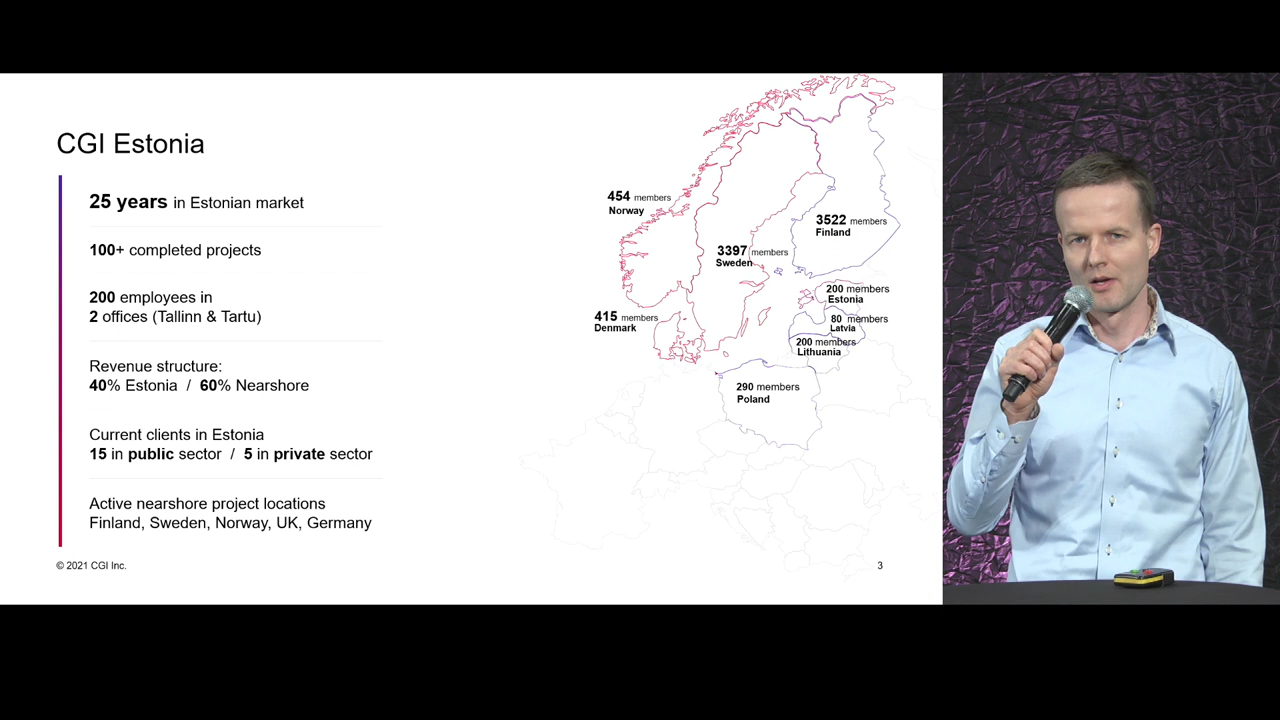 CGI Estonia
25 years in Estonian market
100+ completed projects
200 employees in
2 offices (Tallinn & Tartu)
Revenue structure:
40% Estonia / 60% Nearshore
Current clients in Estonia
15 in public sector / 5 in private sector
Active nearshore project locations
Finland, Sweden, Norway, UK, Germany
454 members
Norway
3522 members
Finland
3397 members
Sweden
200 members
Estonia
415 members
Denmark
80 members
Latvia
200 members
Lithuania
290 members
Poland
© 2021 CGI Inc.
3